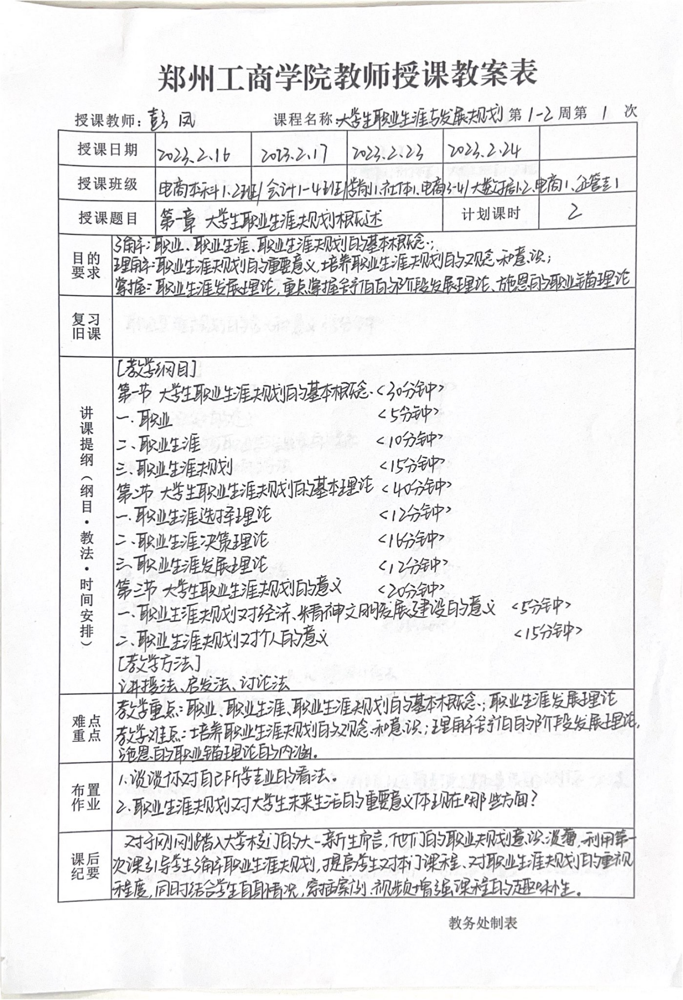 郑州工商学院教师授课教案表
授课教师：彭凤 课程名称：大学生职业生涯与发展规划 第1-2周第1次
授课日期 2023.2.16 2023.2.17 2023.2.23 2023.2.24
授课班级 电商本科1.2班/会计1-4班/学前1.社体1.电商3-4/大数据1.2、电商1、企管专1
授课题目 第一章 大学生职业生涯规划概述 计划课时 2
目的要求
了解：职业、职业生涯、职业生涯规划的基本概念；
理解：职业生涯规划的重要意义，培养职业生涯规划的观念和意识；
掌握：职业生涯发展理论，重点掌握舍伯的阶段发展理论、施恩的职业锚理论
复习旧课
讲课提纲（纲目·教法·时间安排）
[教学纲目]
第一节 大学生职业生涯规划的基本概念.<30分钟>
一.职业 <5分钟>
二、职业生涯 <10分钟>
三.职业生涯规划 <15分钟>
第二节 大学生职业生涯规划的基本理论 <40分钟>
一.职业生涯选择理论 <12分钟>
二、职业生涯决策理论 <16分钟>
三、职业生涯发展理论 <12分钟>
第三节 大学生职业生涯规划的意义 <20分钟>
一.职业生涯规划对经济、精神文明发展建设的意义 <5分钟>
二、职业生涯规划对个人的意义 <15分钟>
[教学方法]
讲授法、启发法、讨论法
难点重点
教学重点：职业、职业生涯、职业生涯规划的基本概念；职业生涯发展理论
教学难点：培养职业生涯规划的观念和意识；理解舍伯的阶段发展理论，
施恩的职业锚理论的内涵。
布置作业
1.谈谈你对自己所学专业的看法。
2.职业生涯规划对大学生未来生活的重要意义体现在哪些方面？
课后纪要
对于刚刚踏入大学校门的大一新生而言，他们的职业规划意识淡薄，利用第一
次课引导学生了解职业生涯规划，提高学生对本门课程、对职业生涯规划的重视
程度，同时结合学生自身情况，穿插案例、视频增强课程的趣味性。
教务处制表